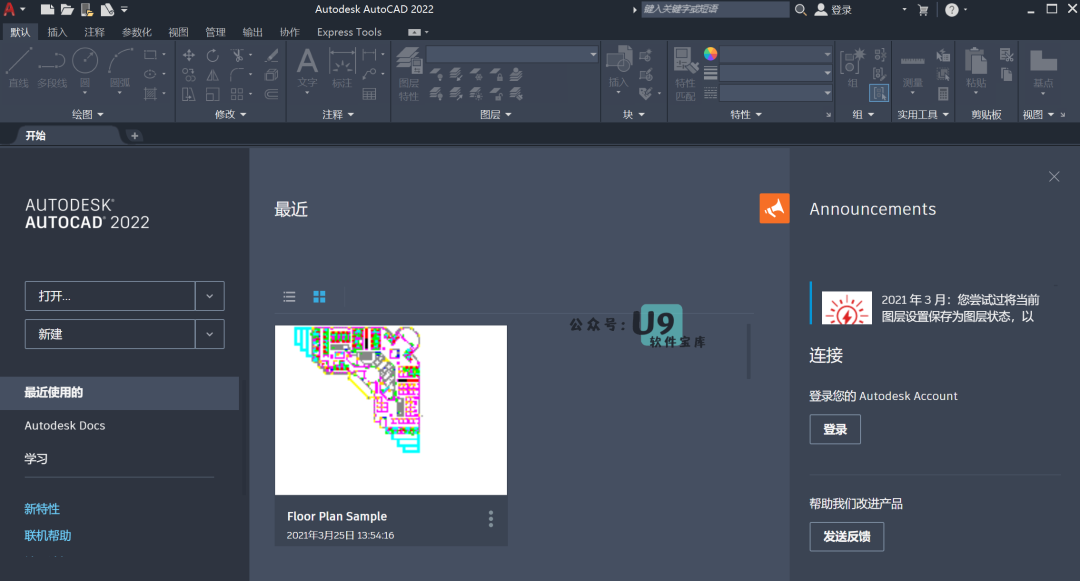 Autodesk AutoCAD 2022
键入关键字或短语
登录
默认 插入 注释 参数化 视图 管理 输出 协作 Express Tools
直线 多段线 圆 圆弧
文字 标注
图层
特性
插入
特性
匹配
组
测量
粘贴
基点
绘图 修改 注释 图层 块 特性 组 实用工具 剪贴板 视图
开始
AUTODESK®
AUTOCAD® 2022
打开...
新建
最近使用的
Autodesk Docs
学习
新特性
联机帮助
最近
公众号：U9
软件宝库
Floor Plan Sample
2021年3月25日 13:54:16
Announcements
2021 年 3 月：您尝试过将当前
图层设置保存为图层状态，以
连接
登录您的 Autodesk Account
登录
帮助我们改进产品
发送反馈